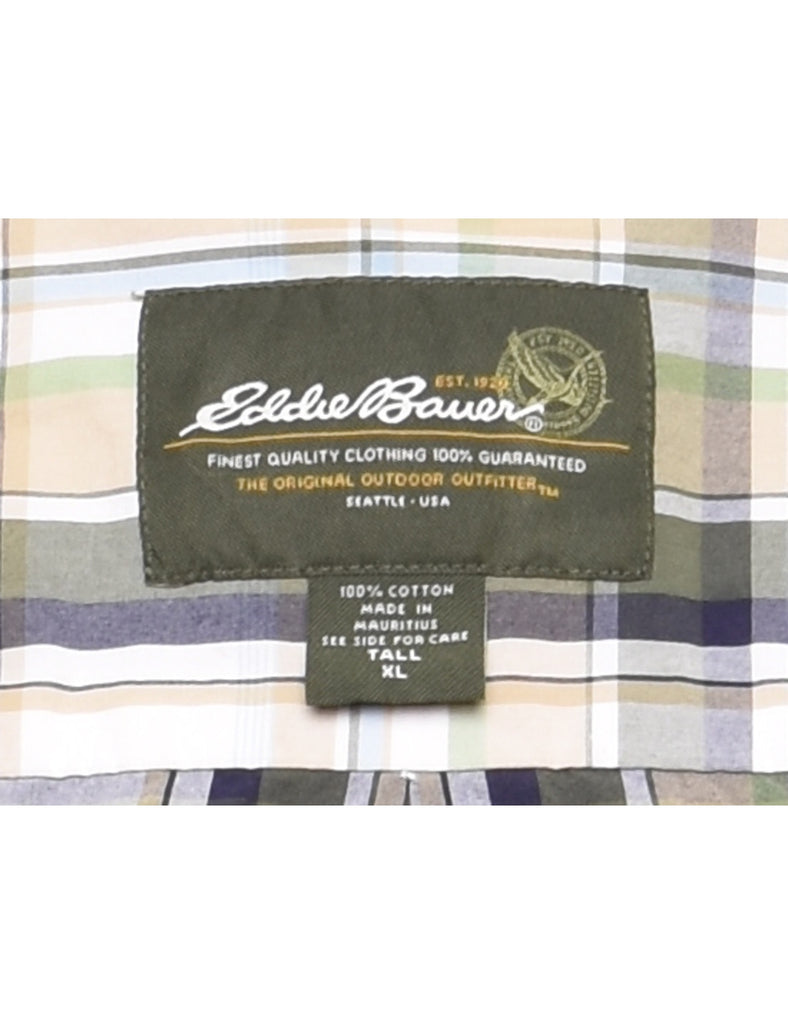 EST. 1920
Eddie Bauer®
FINEST QUALITY CLOTHING 100% GUARANTEED
THE ORIGINAL OUTDOOR OUTFITTER™
SEATTLE · USA
100% COTTON
MADE IN
MAURITIUS
SEE SIDE FOR CARE
TALL
XL